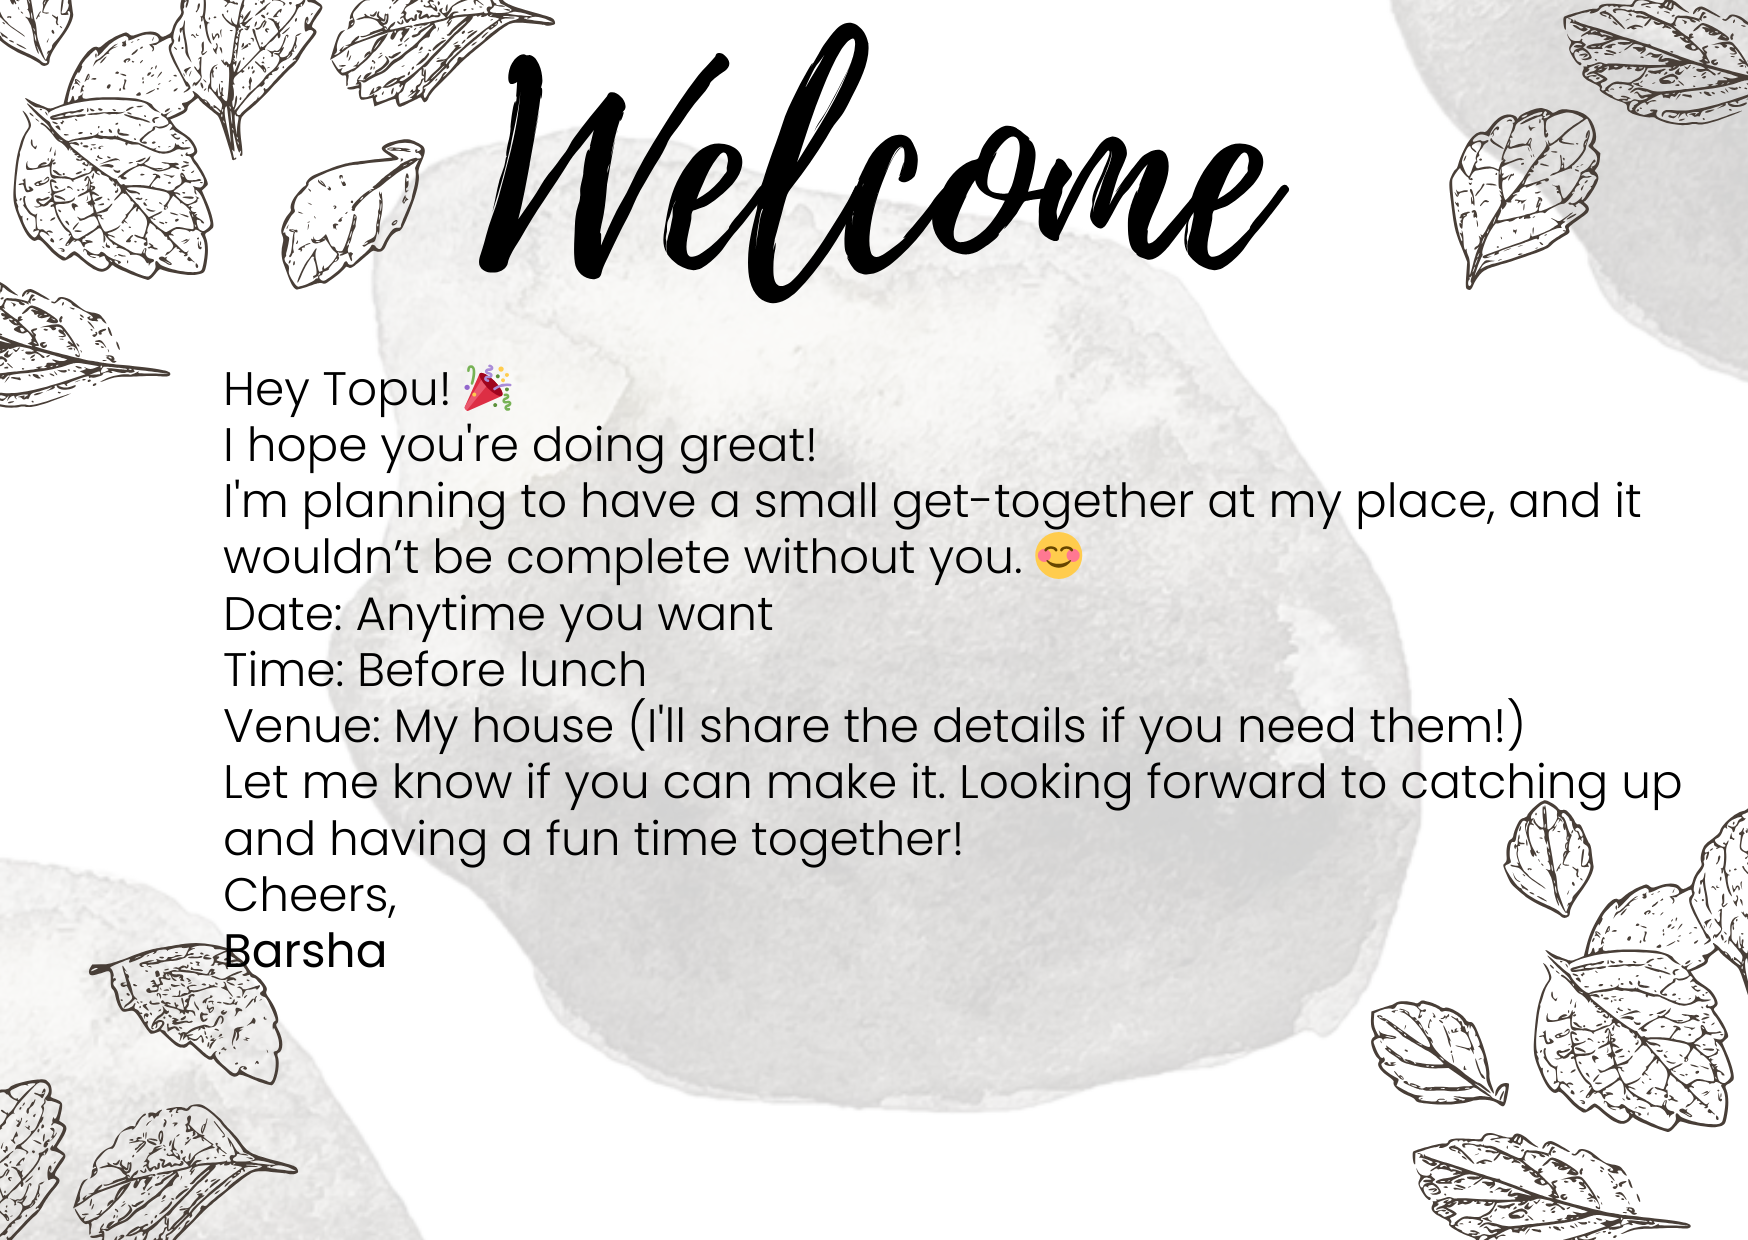 Welcome
Hey Topu! 🎉
I hope you're doing great!
I'm planning to have a small get-together at my place, and it
wouldn’t be complete without you. 😊
Date: Anytime you want
Time: Before lunch
Venue: My house (I'll share the details if you need them!)
Let me know if you can make it. Looking forward to catching up
and having a fun time together!
Cheers,
Barsha